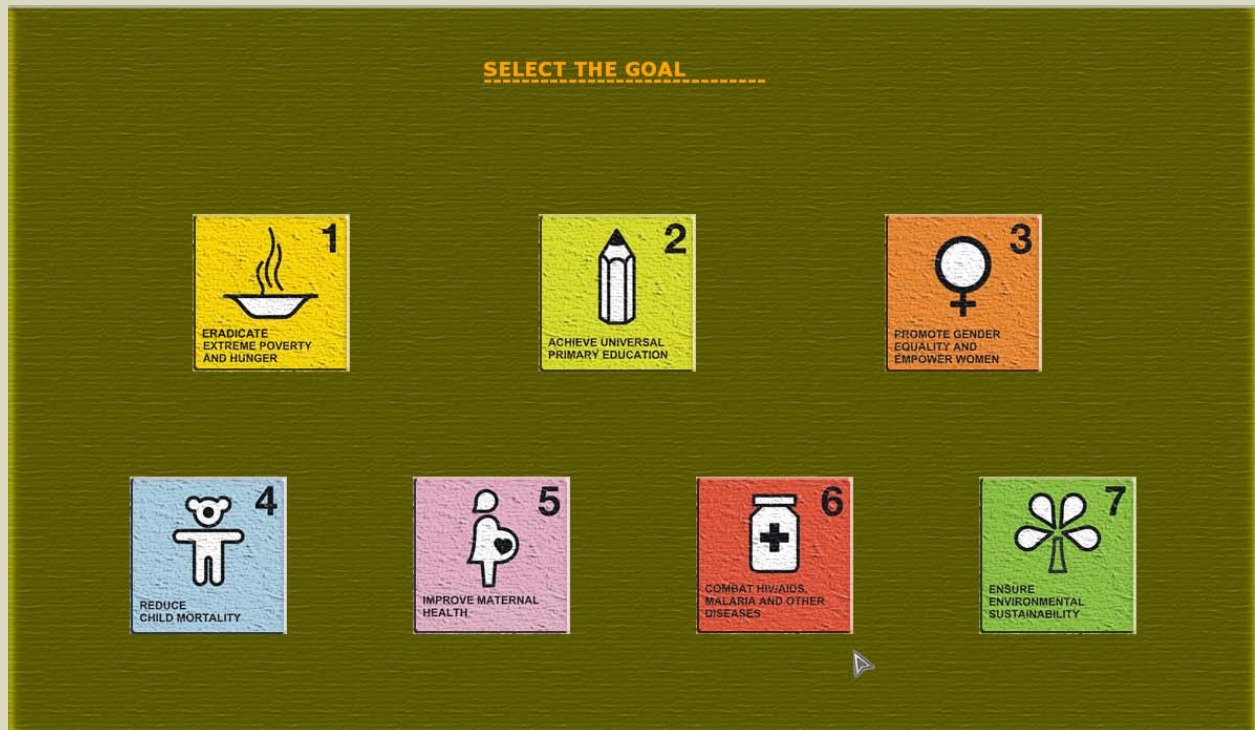 SELECT THE GOAL
1
ERADICATE
EXTREME POVERTY
AND HUNGER
2
ACHIEVE UNIVERSAL
PRIMARY EDUCATION
3
PROMOTE GENDER
EQUALITY AND
EMPOWER WOMEN
4
REDUCE
CHILD MORTALITY
5
IMPROVE MATERNAL
HEALTH
6
COMBAT HIV/AIDS,
MALARIA AND OTHER
DISEASES
7
ENSURE
ENVIRONMENTAL
SUSTAINABILITY